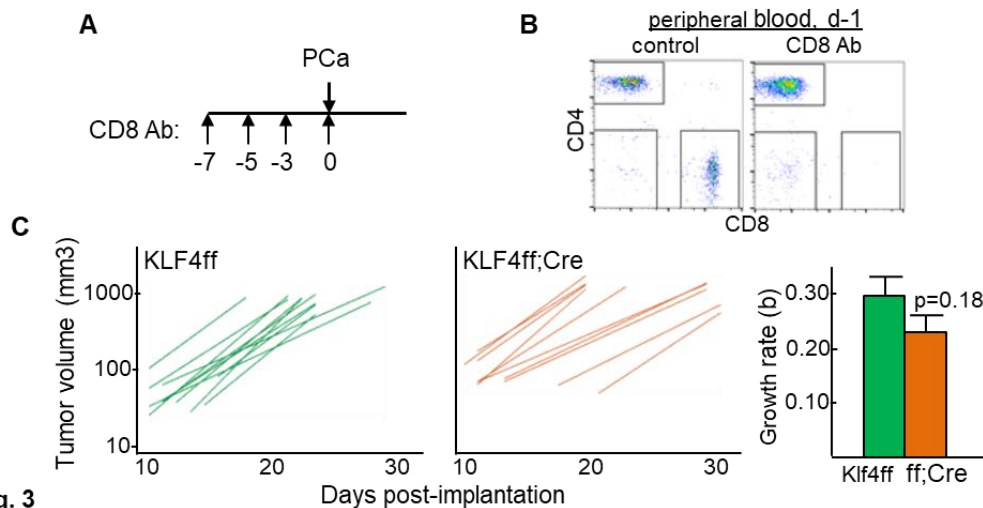 A
PCa
CD8 Ab:
-7 -5 -3 0
B
peripheral blood, d-1
control CD8 Ab
CD4
CD8
C
Tumor volume (mm3)
1000
100
10
KLF4ff
10 20 30
KLF4ff;Cre
10 20 30
Days post-implantation
Growth rate (b)
0.30
0.20
0.10
p=0.18
Klf4ff ff;Cre
g. 3